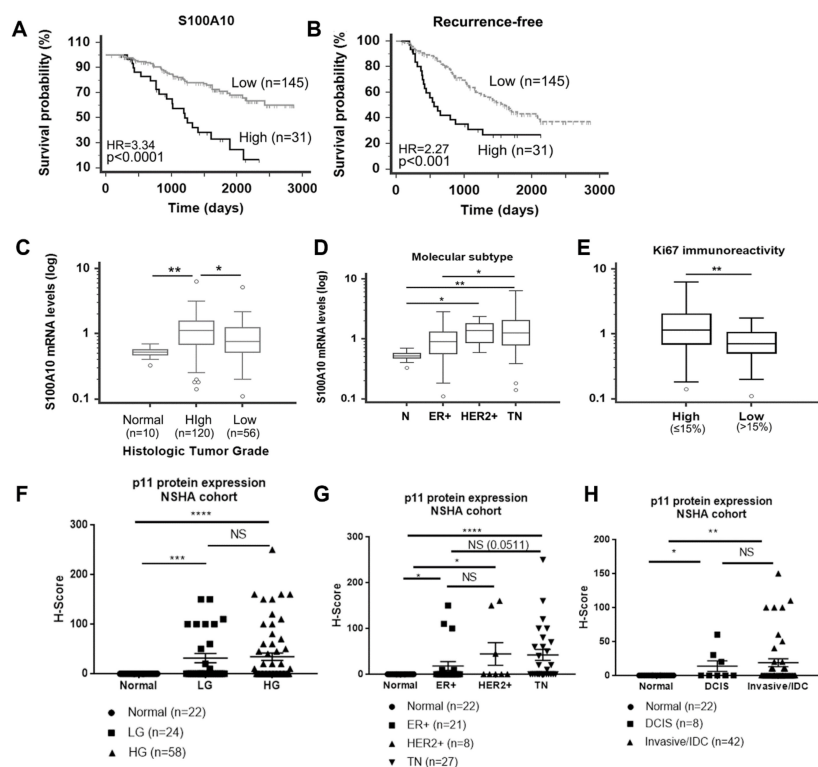 A
S100A10
Survival probability (%)
110
90
70
50
30
10
Low (n=145)
High (n=31)
HR=3.34
p<0.0001
0
1000
2000
3000
Time (days)
B
Recurrence-free
Survival probability (%
100
80
60
40
20
0
Low (n=145)
High (n=31)
HR=2.27
p<0.001
0
1000
2000
3000
Time (days)
C
S100A10 mRNA levels (log)
10
1
0.1
**
*
Normal
HIgh
Low
(n=10)
(n=120)
(n=56)
Histologic Tumor Grade
D
Molecular subtype
S100A10 mRNA levels (log)
10
1
0.1
*
**
*
N
ER+
HER2+
TN
E
Ki67 immunoreactivity
S100A10 mRNA levels (log)
10
1
0.1
**
High
Low
(≤15%)
(>15%)
F
p11 protein expression
NSHA cohort
H-Score
300
200
100
0
****
NS
***
Normal
LG
HG
Normal (n=22)
LG (n=24)
HG (n=58)
G
p11 protein expression
NSHA cohort
H-Score
300
200
100
0
****
NS (0.0511)
*
*
NS
Normal
ER+
HER2+
TN
Normal (n=22)
ER+ (n=21)
HER2+ (n=8)
TN (n=27)
H
p11 protein expression
NSHA cohort
H-Score
200
150
100
50
0
**
*
NS
Normal
DCIS
Invasive/IDC
Normal (n=22)
DCIS (n=8)
Invasive/IDC (n=42)